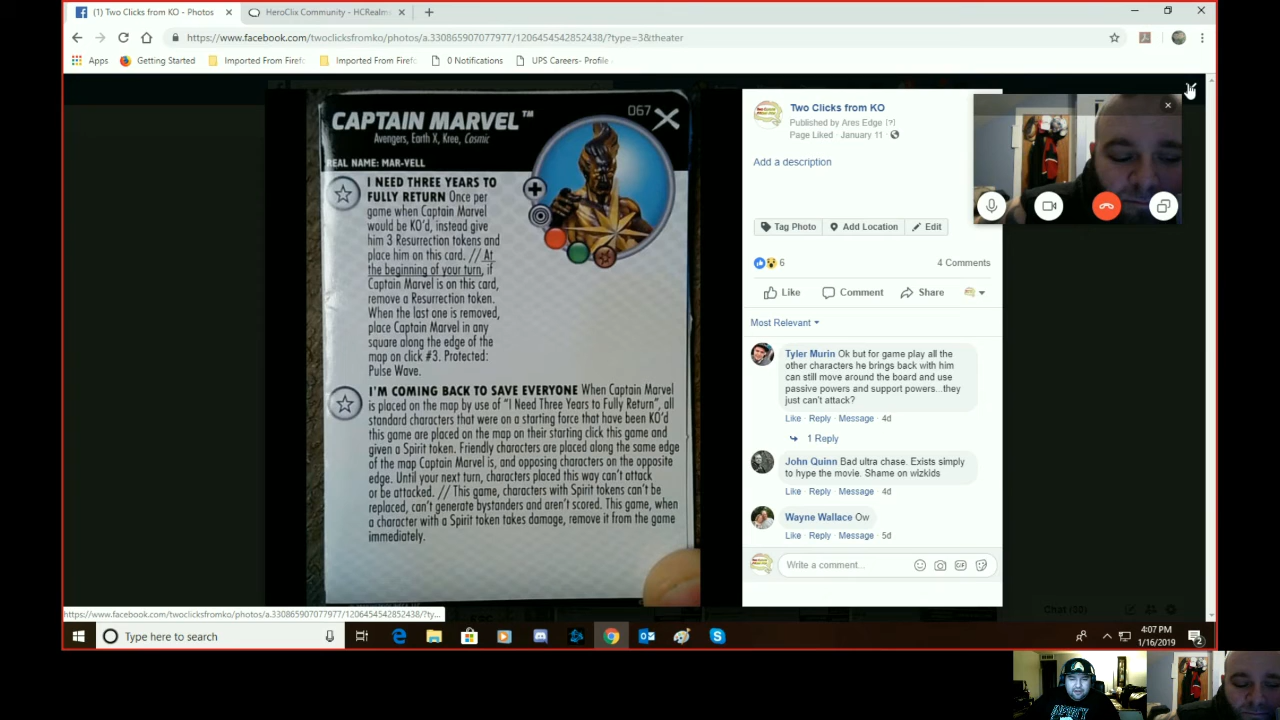 (1) Two Clicks from KO - Photos
HeroClix Community - HCRealm
https://www.facebook.com/twoclicksfromko/photos/a.330865907077977/1206454542852438/?type=3&theater
Apps
Getting Started
Imported From Firef
Imported From Firef
0 Notifications
UPS Careers- Profile
CAPTAIN MARVEL™
067
Avengers, Earth X, Kree, Cosmic
REAL NAME: MAR-VELL
I NEED THREE YEARS TO
FULLY RETURN Once per
game when Captain Marvel
would be KO'd, instead give
him 3 Resurrection tokens and
place him on this card. // At
the beginning of your turn, if
Captain Marvel is on this card,
remove a Resurrection token.
When the last one is removed,
place Captain Marvel in any
square along the edge of the
map on click #3. Protected:
Pulse Wave.
I'M COMING BACK TO SAVE EVERYONE When Captain Marvel
is placed on the map by use of "I Need Three Years to Fully Return", all
standard characters that were on a starting force that have been KO'd
this game are placed on the map on their starting click this game and
given a Spirit token. Friendly characters are placed along the same edge
of the map Captain Marvel is, and opposing characters on the opposite
edge. Until your next turn, characters placed this way can't attack
or be attacked. // This game, characters with Spirit tokens can't be
replaced, can't generate bystanders and aren't scored. This game, when
a character with a Spirit token takes damage, remove it from the game
immediately.
Two Clicks from KO
Published by Ares Edge [?]
Page Liked · January 11 ·
Add a description
Tag Photo
Add Location
Edit
6
4 Comments
Like
Comment
Share
Most Relevant
Tyler Murin Ok but for game play all the
other characters he brings back with him
can still move around the board and use
passive powers and support powers...they
just can't attack?
Like · Reply · Message · 4d
1 Reply
John Quinn Bad ultra chase. Exists simply
to hype the movie. Shame on wizkids
Like · Reply · Message · 4d
Wayne Wallace Ow
Like · Reply · Message · 5d
Write a comment...
GIF
https://www.facebook.com/twoclicksfromko/photos/a.330865907077977/1206454542852438/?ty...
Chat (10)
Type here to search
4:07 PM
1/16/2019
2